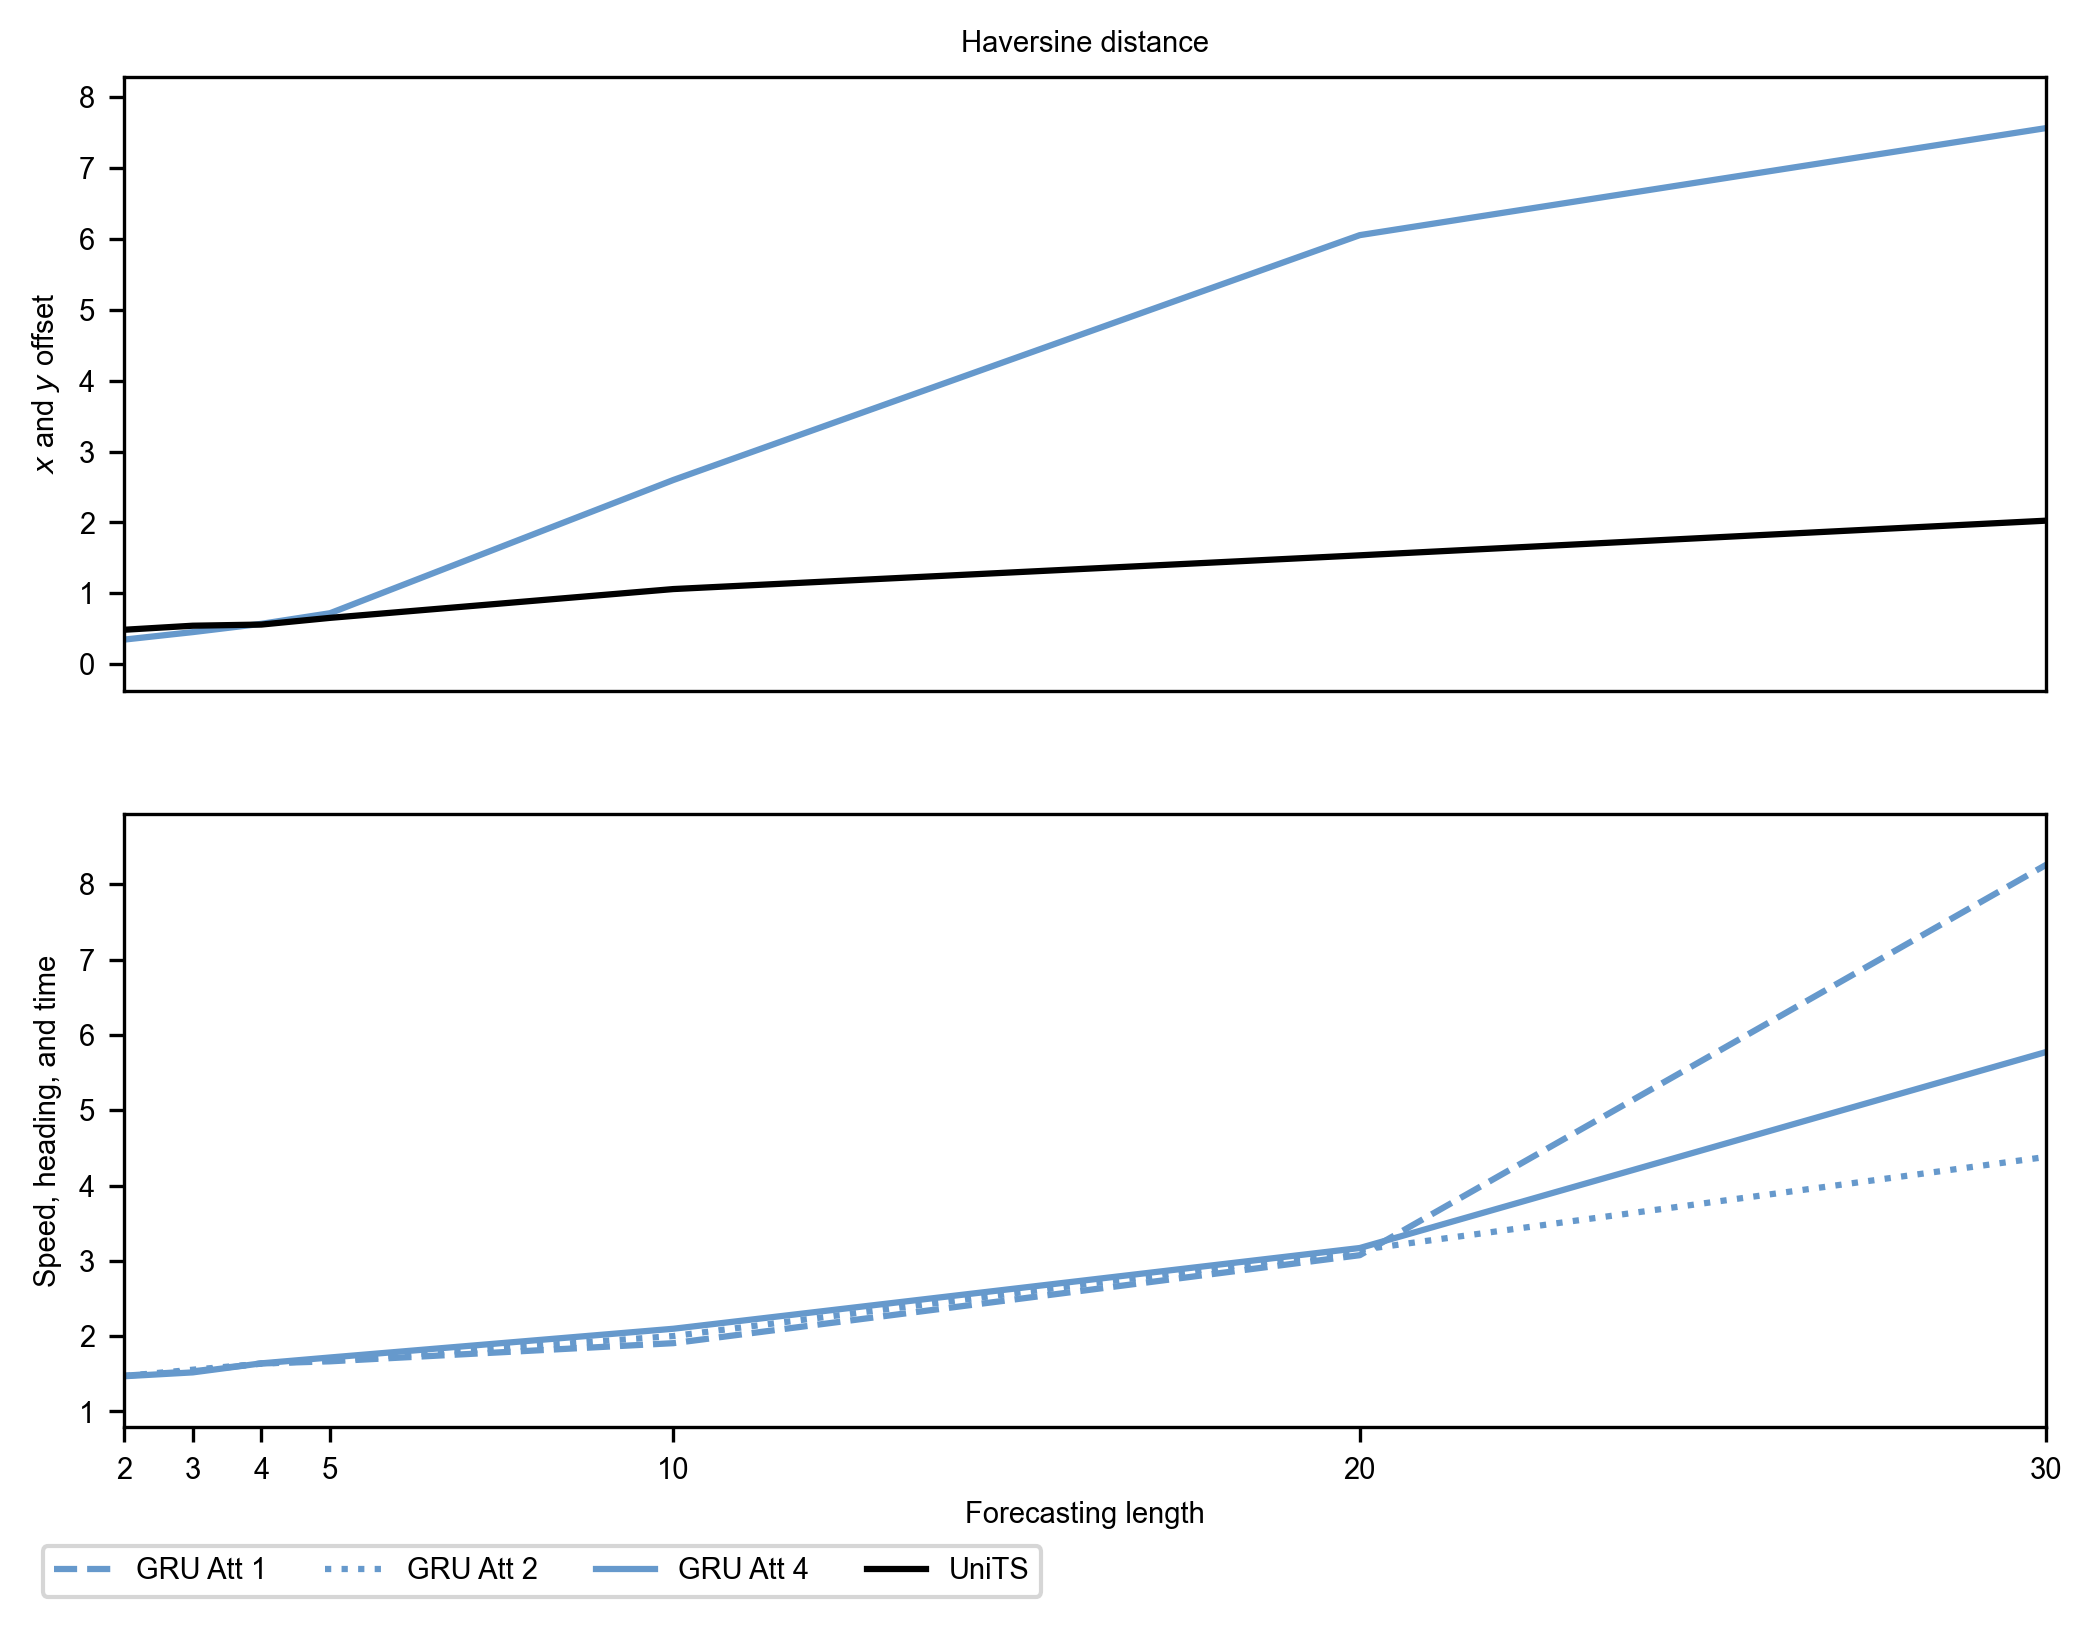 Haversine distance
8
7
6
5
4
3
2
1
0
x and y offset
8
7
6
5
4
3
2
1
Speed, heading, and time
2 3 4 5 10 20 30
Forecasting length
GRU Att 1 GRU Att 2 GRU Att 4 UniTS